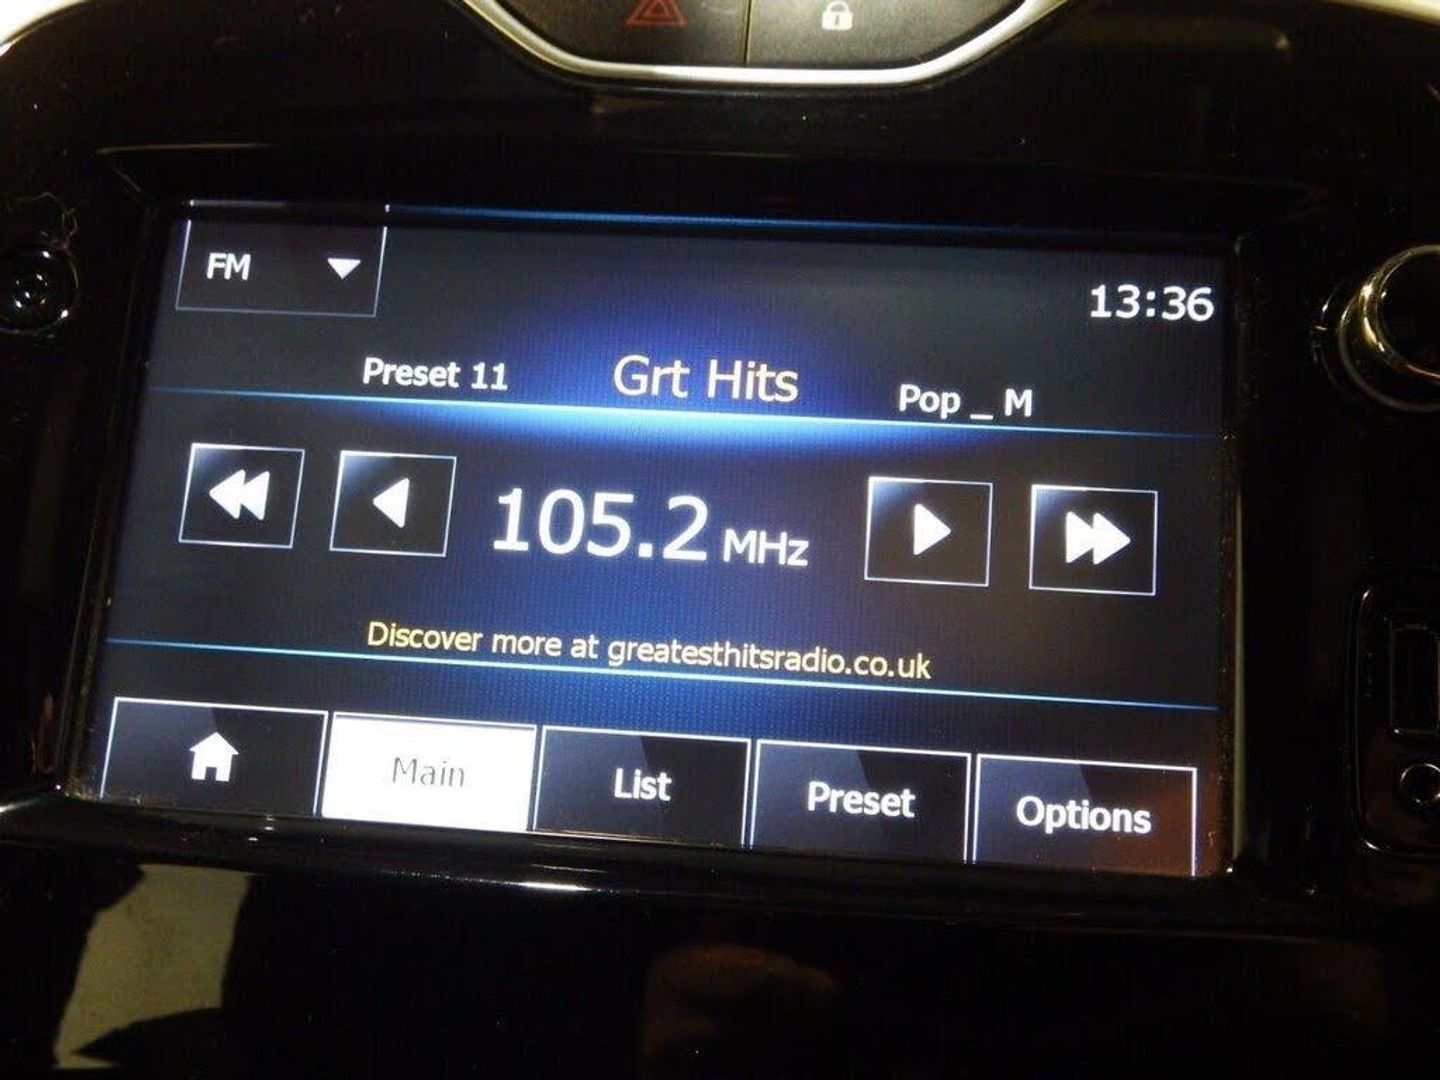 FM
13:36
Preset 11 Grt Hits Pop _ M
105.2 MHz
Discover more at greatesthitsradio.co.uk
Main List Preset Options